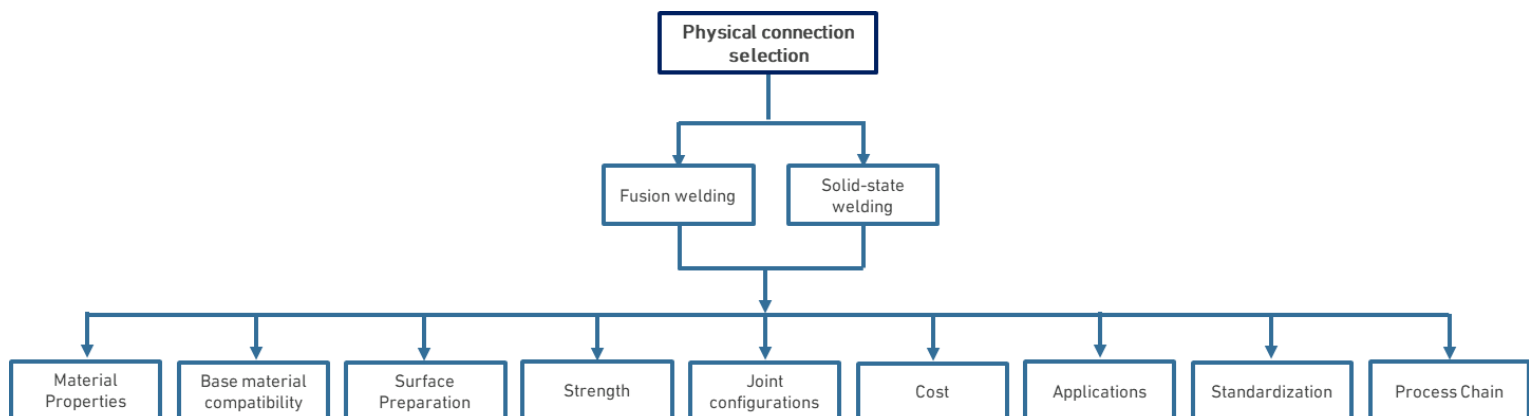 Physical connection
selection
Fusion welding
Solid-state
welding
Material
Properties
Base material
compatibility
Surface
Preparation
Strength
Joint
configurations
Cost
Applications
Standardization
Process Chain